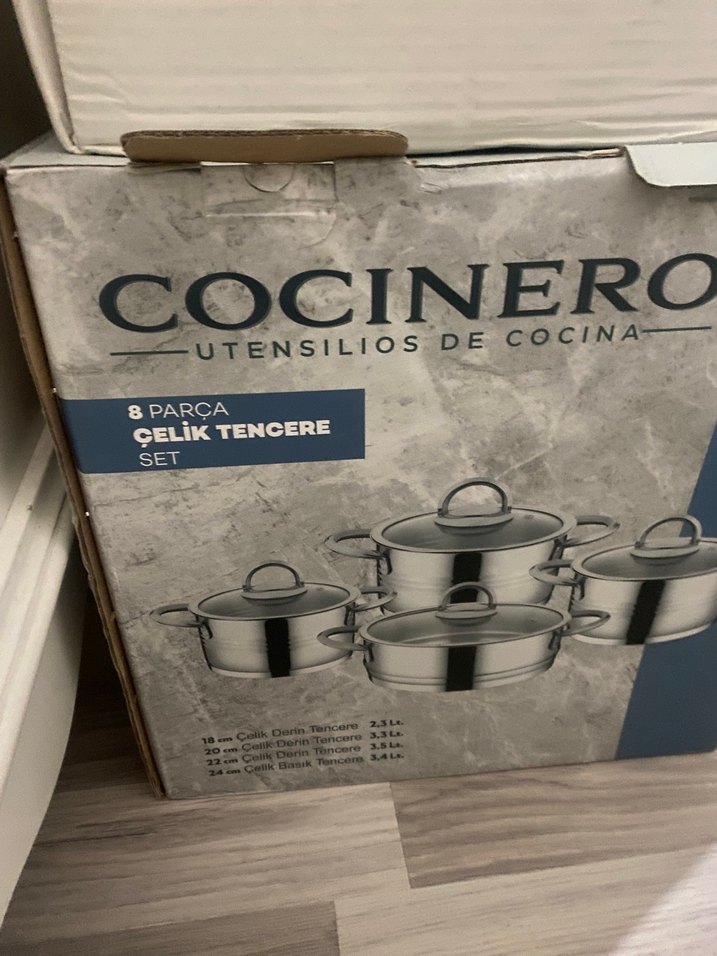 COCINERO
UTENSILIOS DE COCINA
8 PARÇA
ÇELİK TENCERE
SET
18 cm Çelik Derin Tencere 2,3 Lt.
20 cm Çelik Derin Tencere 3,3 Lt.
22 cm Çelik Derin Tencere 3,5 Lt.
24 cm Çelik Basık Tencere 3,4 Lt.